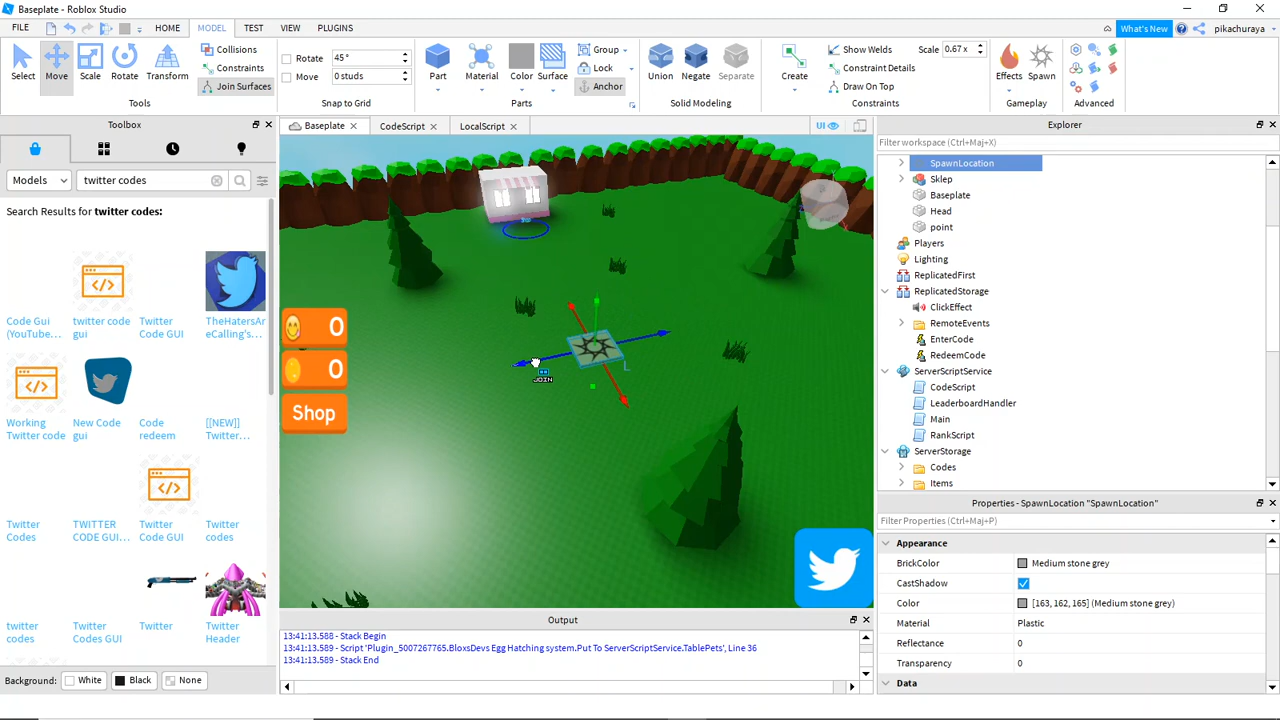 Baseplate - Roblox Studio
FILE HOME MODEL TEST VIEW PLUGINS What's New pikachuraya
Select Move Scale Rotate Transform
Collisions
Constraints
Join Surfaces
Tools
Rotate 45°
Move 0 studs
Snap to Grid
Part Material Color Surface
Group
Lock
Anchor
Parts
Union Negate Separate
Solid Modeling
Create
Show Welds Scale 0.67 x
Constraint Details
Draw On Top
Constraints
Effects Spawn
Gameplay
Advanced
Toolbox
Models twitter codes
Search Results for twitter codes:
Code Gui (YouTube...
twitter code gui
Twitter Code GUI
TheHatersAr eCalling's...
Working Twitter code
New Code gui
Code redeem
[[NEW]] Twitter...
Twitter Codes
TWITTER CODE GUI...
Twitter Code GUI
Twitter codes
twitter codes
Twitter Codes GUI
Twitter
Twitter Header
Background: White Black None
Baseplate CodeScript LocalScript UI
0
0
Shop
JOIN
Output
13:41:13.588 - Stack Begin
13:41:13.589 - Script 'Plugin_5007267765.BloxsDevs Egg Hatching system.Put To ServerScriptService.TablePets', Line 36
13:41:13.589 - Stack End
Explorer
Filter workspace (Ctrl+Maj+X)
SpawnLocation
Sklep
Baseplate
Head
point
Players
Lighting
ReplicatedFirst
ReplicatedStorage
ClickEffect
RemoteEvents
EnterCode
RedeemCode
ServerScriptService
CodeScript
LeaderboardHandler
Main
RankScript
ServerStorage
Codes
Items
Properties - SpawnLocation "SpawnLocation"
Filter Properties (Ctrl+Maj+P)
Appearance
BrickColor Medium stone grey
CastShadow
Color [163, 162, 165] (Medium stone grey)
Material Plastic
Reflectance 0
Transparency 0
Data